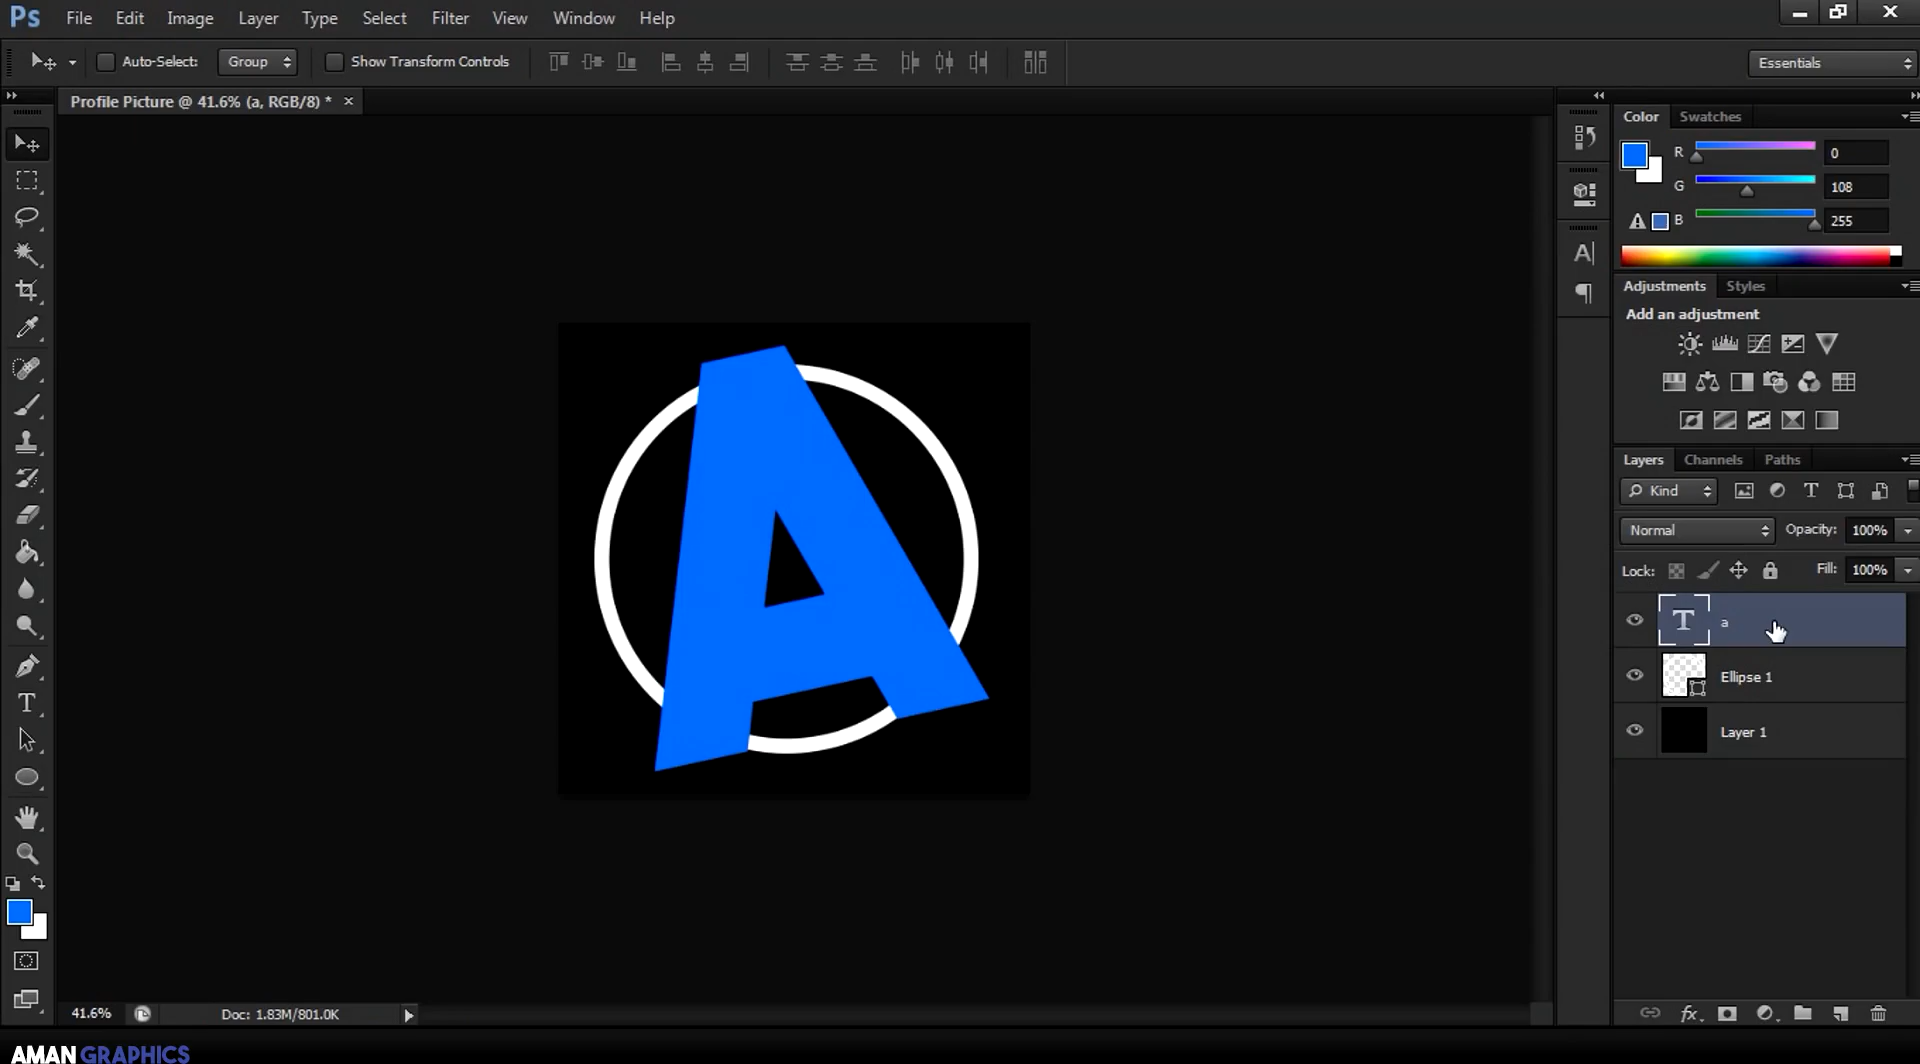 Ps File Edit Image Layer Type Select Filter View Window Help
Auto-Select: Group Show Transform Controls Essentials
Profile Picture @ 41.6% (a, RGB/8) * ×
Color Swatches
R 0
G 108
B 255
Adjustments Styles
Add an adjustment
A
Layers Channels Paths
Kind
Normal Opacity: 100%
Lock: Fill: 100%
T a
Ellipse 1
Layer 1
41.6% Doc: 1.83M/801.0K
fx
AMAN GRAPHICS